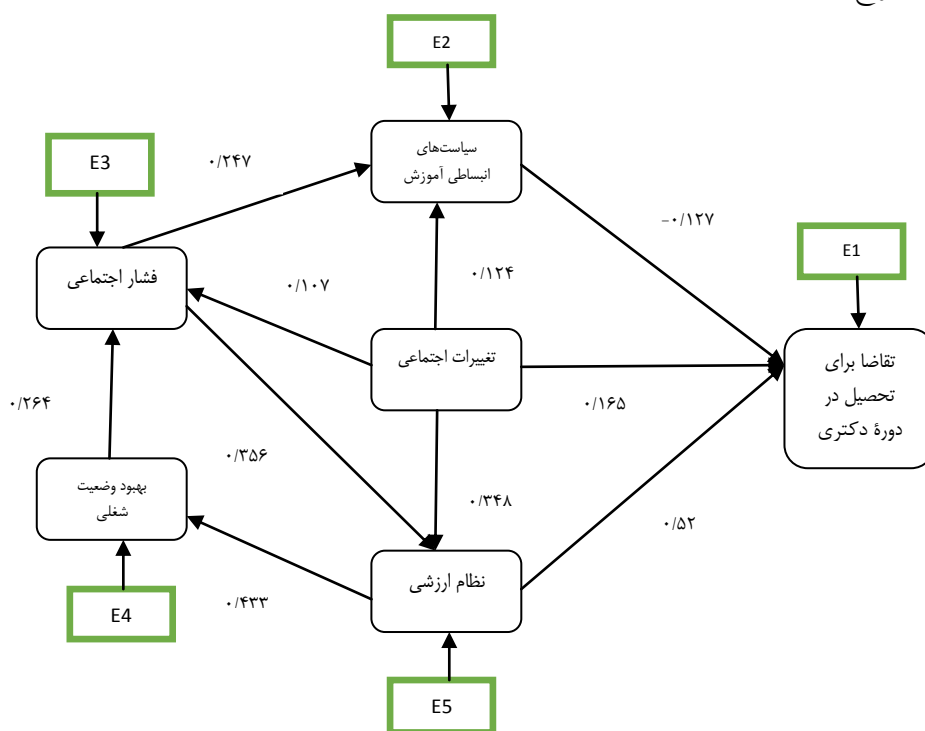 E2
سیاست‌های
انبساطی آموزش
E3
۰/۲۴۷
-۰/۱۲۷
E1
فشار اجتماعی
۰/۱۰۷
۰/۱۲۴
تغییرات اجتماعی
تقاضا برای
تحصیل در
دورۀ دکتری
۰/۲۶۴
۰/۱۶۵
۰/۳۵۶
بهبود وضعیت
شغلی
۰/۳۴۸
۰/۵۲
نظام ارزشی
۰/۴۳۳
E4
E5